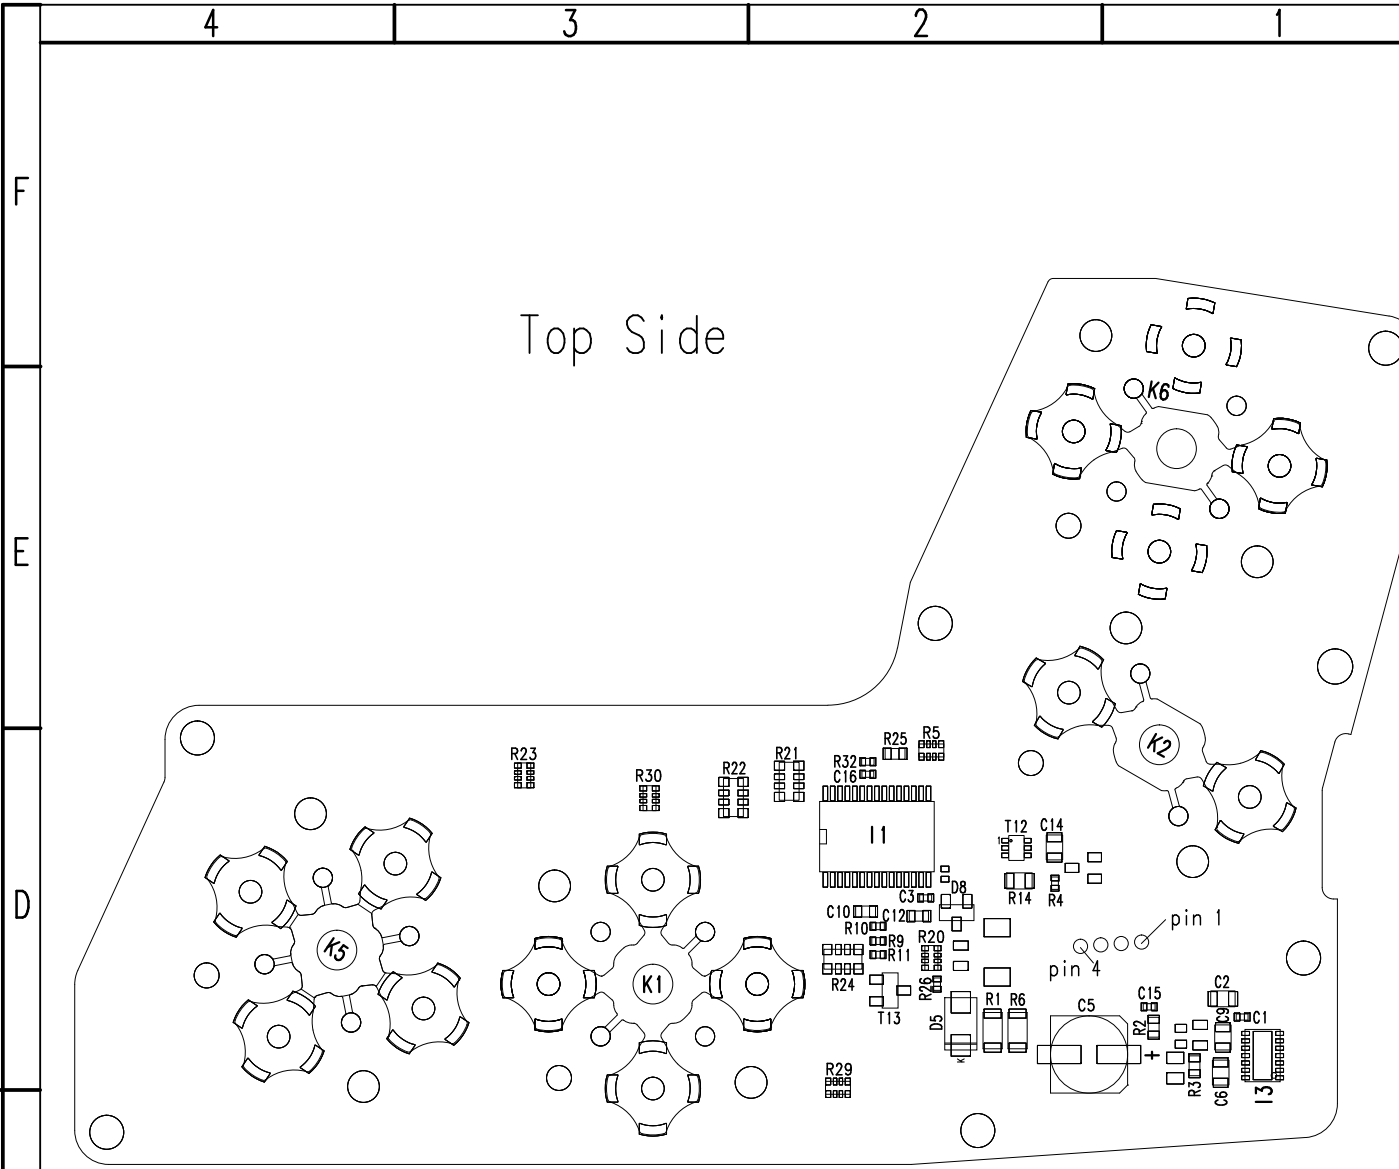 4 3 2 1
F
Top Side
K6
E
K2
R23
R30
R22
R21
R32
C16
R25
R5
I1
1
T12
C14
R14
R4
D
C3
D8
C10
C12
R10
R9
R11
R20
R24
R26
T13
pin 1
pin 4
K5
K1
D5
K
R1
R6
C5
+
C15
R2
C2
C9
C1
R3
C6
I3
R29